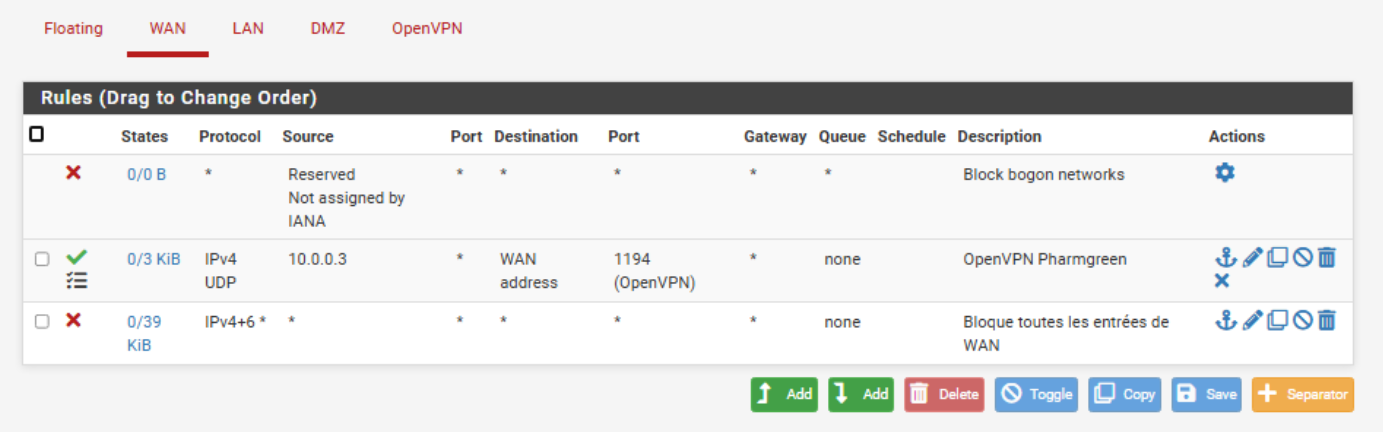 Floating WAN LAN DMZ OpenVPN
Rules (Drag to Change Order)
States Protocol Source Port Destination Port Gateway Queue Schedule Description Actions
0/0 B * Reserved * * * * * Block bogon networks
Not assigned by
IANA
0/3 KiB IPv4 10.0.0.3 * WAN 1194 * none OpenVPN Pharmgreen
UDP address (OpenVPN)
0/39 IPv4+6 * * * * * * none Bloque toutes les entrées de
KiB WAN
Add Add Delete Toggle Copy Save Separator